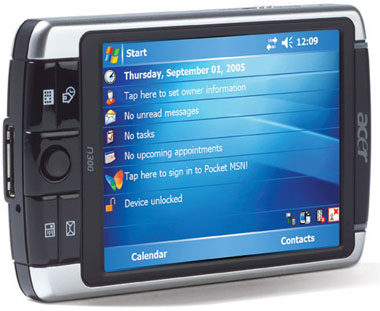 Start
12:09
Thursday, September 01, 2005
Tap here to set owner information
No unread messages
No tasks
No upcoming appointments
Tap here to sign in to Pocket MSN!
Device unlocked
Calendar
Contacts
acer
n300